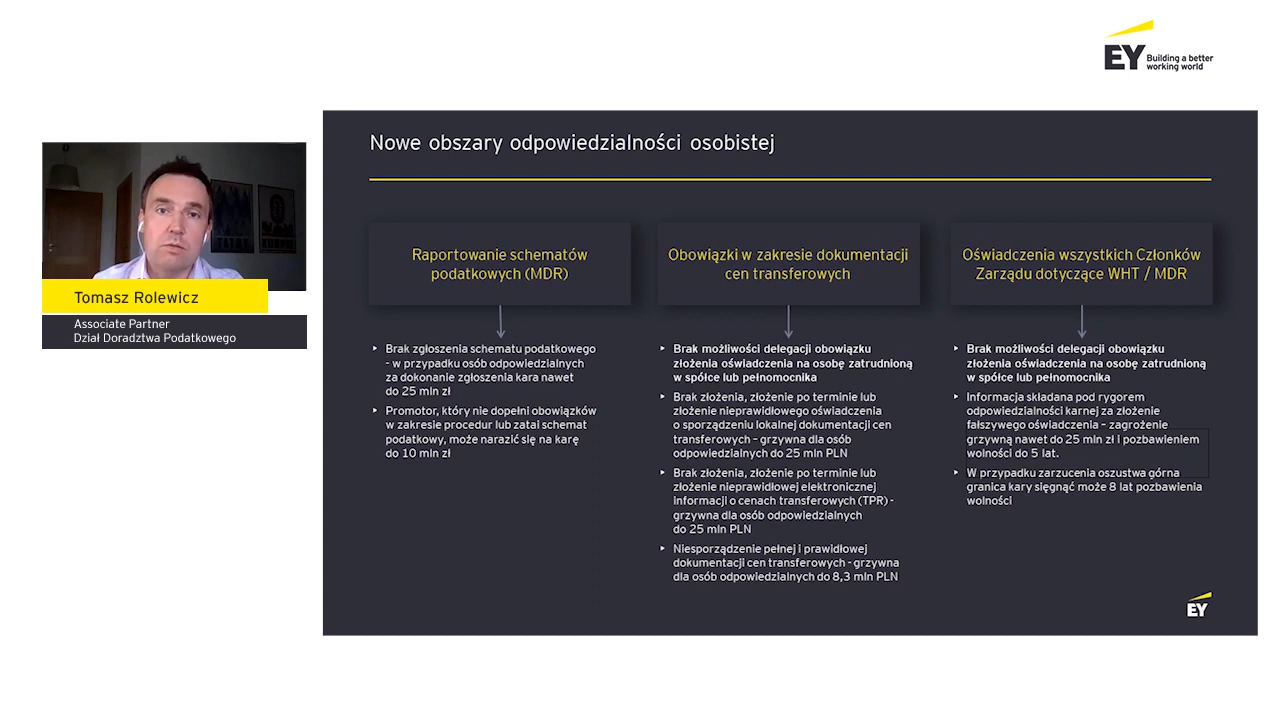 EY Building a better
working world
Nowe obszary odpowiedzialności osobistej
Tomasz Rolewicz
Associate Partner
Dział Doradztwa Podatkowego
Raportowanie schematów
podatkowych (MDR)
Brak zgłoszenia schematu podatkowego
- w przypadku osób odpowiedzialnych
za dokonanie zgłoszenia kara nawet
do 25 mln zł
Promotor, który nie dopełni obowiązków
w zakresie procedur lub zatai schemat
podatkowy, może narazić się na karę
do 10 mln zł
Obowiązki w zakresie dokumentacji
cen transferowych
Brak możliwości delegacji obowiązku
złożenia oświadczenia na osobę zatrudnioną
w spółce lub pełnomocnika
Brak złożenia, złożenie po terminie lub
złożenie nieprawidłowego oświadczenia
o sporządzeniu lokalnej dokumentacji cen
transferowych – grzywna dla osób
odpowiedzialnych do 25 mln PLN
Brak złożenia, złożenie po terminie lub
złożenie nieprawidłowej elektronicznej
informacji o cenach transferowych (TPR) -
grzywna dla osób odpowiedzialnych
do 25 mln PLN
Niesporządzenie pełnej i prawidłowej
dokumentacji cen transferowych - grzywna
dla osób odpowiedzialnych do 8,3 mln PLN
Oświadczenia wszystkich Członków
Zarządu dotyczące WHT / MDR
Brak możliwości delegacji obowiązku
złożenia oświadczenia na osobę zatrudnioną
w spółce lub pełnomocnika
Informacja składana pod rygorem
odpowiedzialności karnej za złożenie
fałszywego oświadczenia – zagrożenie
grzywną nawet do 25 mln zł i pozbawieniem
wolności do 5 lat.
W przypadku zarzucenia oszustwa górna
granica kary sięgnąć może 8 lat pozbawienia
wolności
EY